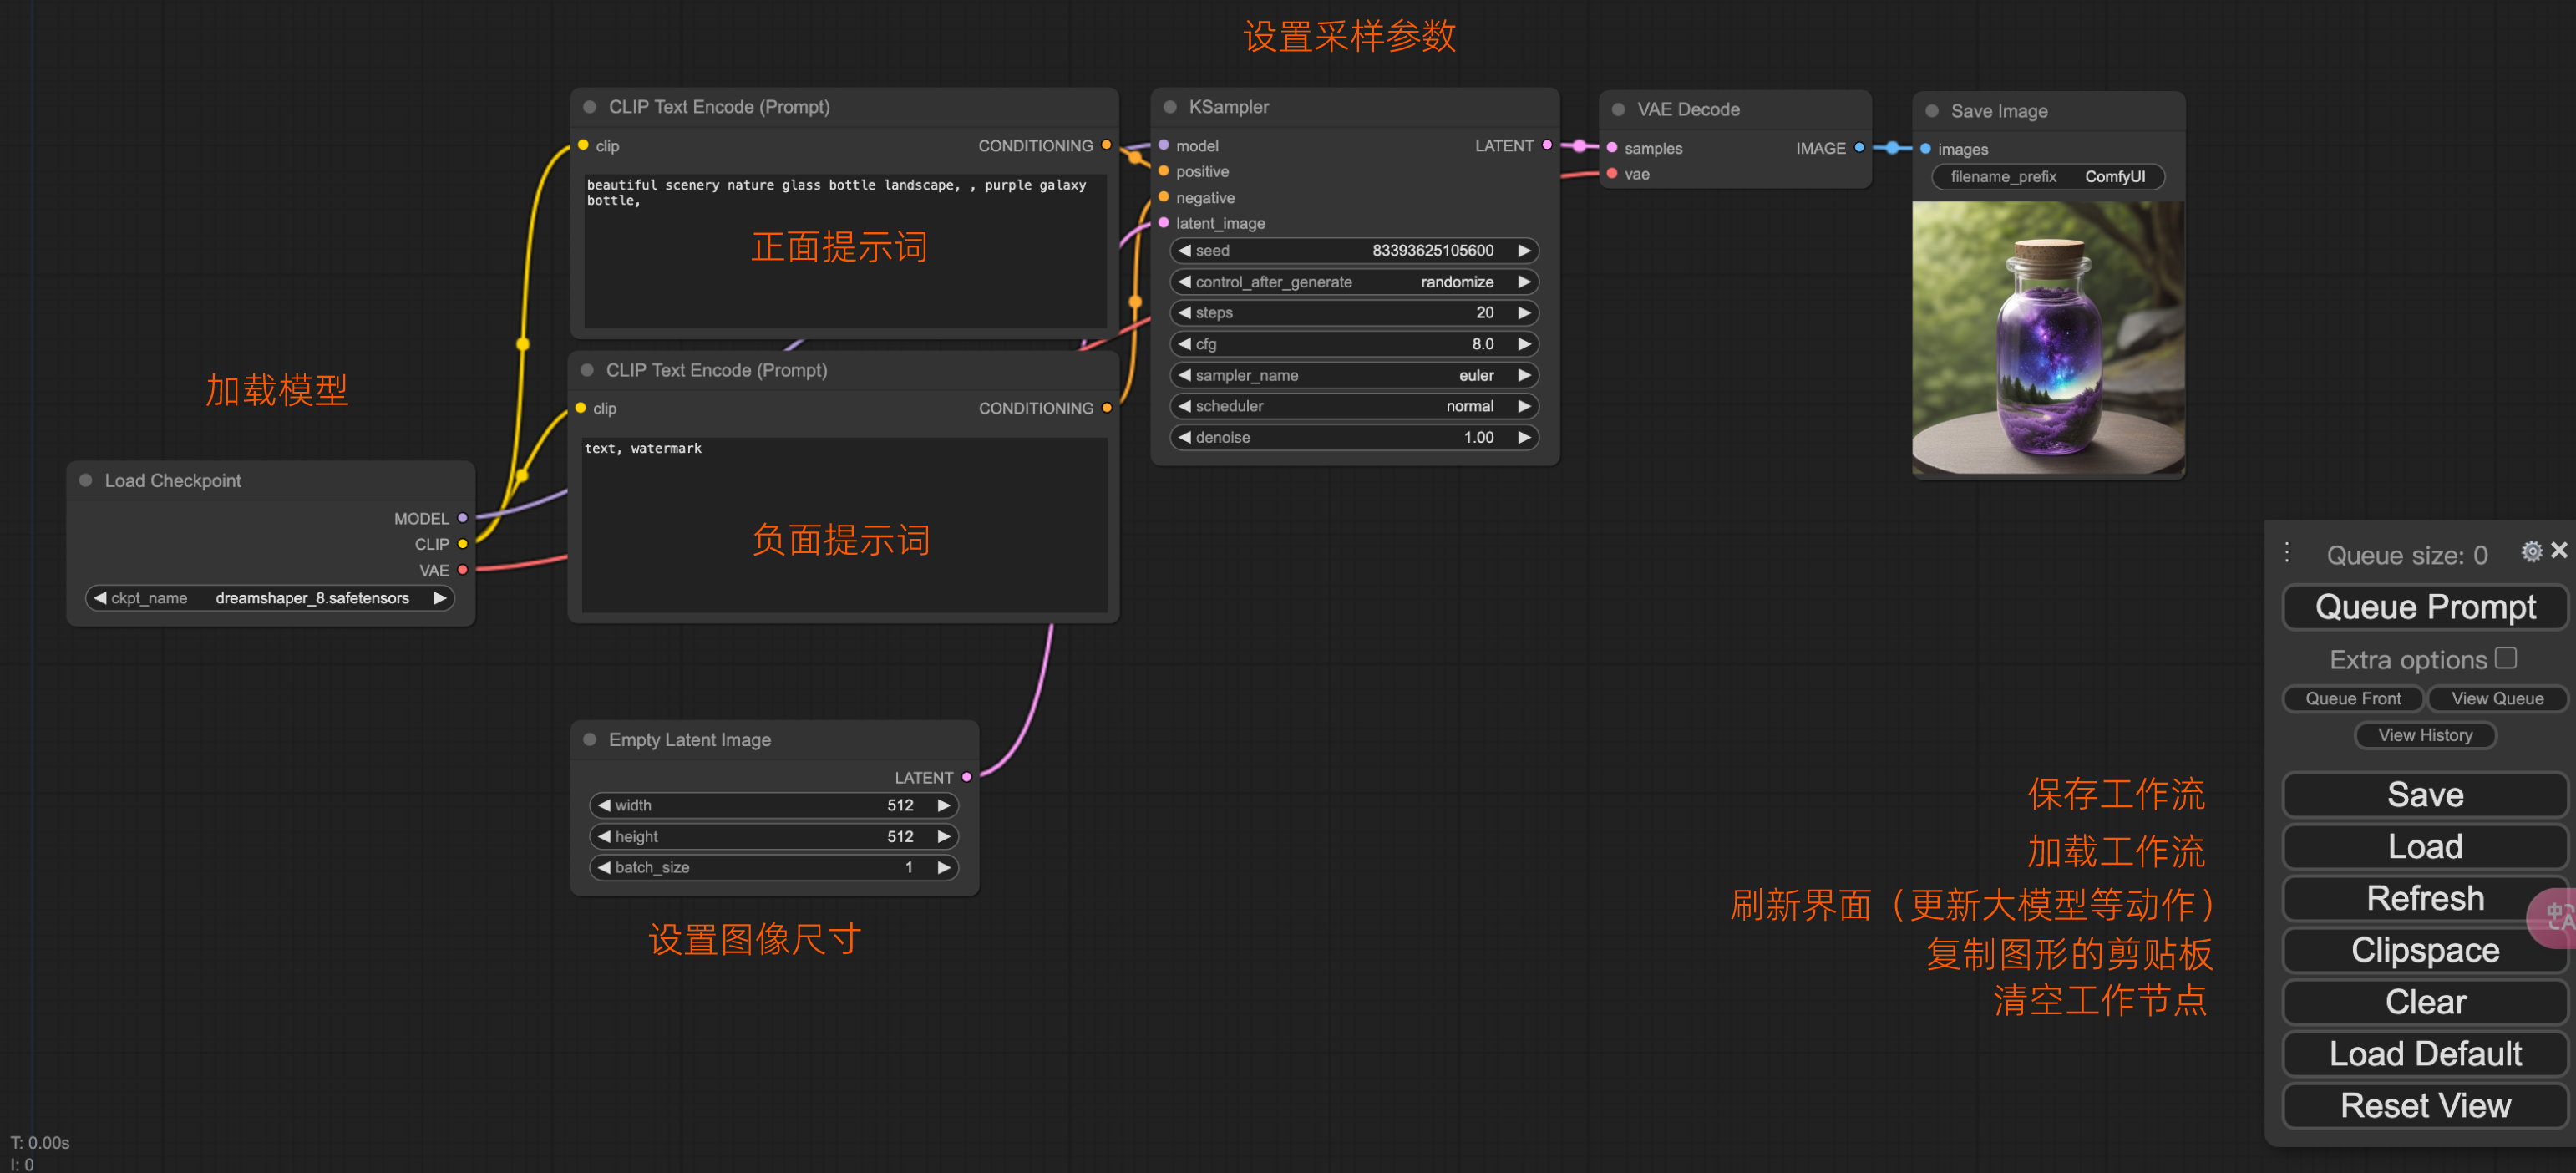 设置采样参数
CLIP Text Encode (Prompt)
clip
CONDITIONING
beautiful scenery nature glass bottle landscape, , purple galaxy
bottle,
正面提示词
KSampler
model
LATENT
positive
negative
latent_image
seed 83393625105600
control_after_generate randomize
steps 20
cfg 8.0
sampler_name euler
scheduler normal
denoise 1.00
VAE Decode
samples
IMAGE
vae
Save Image
images
filename_prefix ComfyUI
加载模型
Load Checkpoint
MODEL
CLIP
VAE
ckpt_name dreamshaper_8.safetensors
CLIP Text Encode (Prompt)
clip
CONDITIONING
text, watermark
负面提示词
Empty Latent Image
LATENT
width 512
height 512
batch_size 1
设置图像尺寸
Queue size: 0
Queue Prompt
Extra options
Queue Front
View Queue
View History
保存工作流
Save
加载工作流
Load
刷新界面（更新大模型等动作）
Refresh
中A
复制图形的剪贴板
Clipspace
清空工作节点
Clear
Load Default
Reset View
T: 0.00s
I: 0